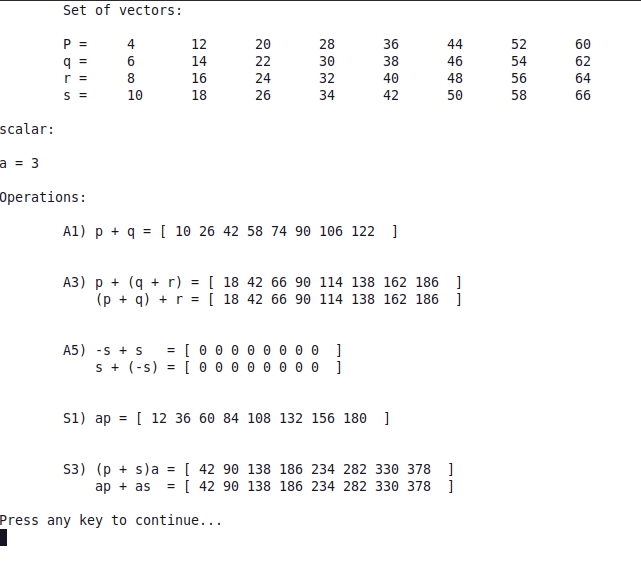 Set of vectors:
P = 4 12 20 28 36 44 52 60
q = 6 14 22 30 38 46 54 62
r = 8 16 24 32 40 48 56 64
s = 10 18 26 34 42 50 58 66
scalar:
a = 3
Operations:
A1) p + q = [ 10 26 42 58 74 90 106 122 ]
A3) p + (q + r) = [ 18 42 66 90 114 138 162 186 ]
(p + q) + r = [ 18 42 66 90 114 138 162 186 ]
A5) -s + s = [ 0 0 0 0 0 0 0 0 ]
s + (-s) = [ 0 0 0 0 0 0 0 0 ]
S1) ap = [ 12 36 60 84 108 132 156 180 ]
S3) (p + s)a = [ 42 90 138 186 234 282 330 378 ]
ap + as = [ 42 90 138 186 234 282 330 378 ]
Press any key to continue...